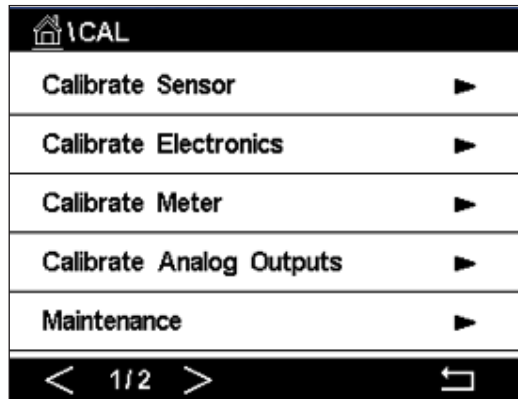 \CAL
Calibrate Sensor
Calibrate Electronics
Calibrate Meter
Calibrate Analog Outputs
Maintenance
< 1/2 >